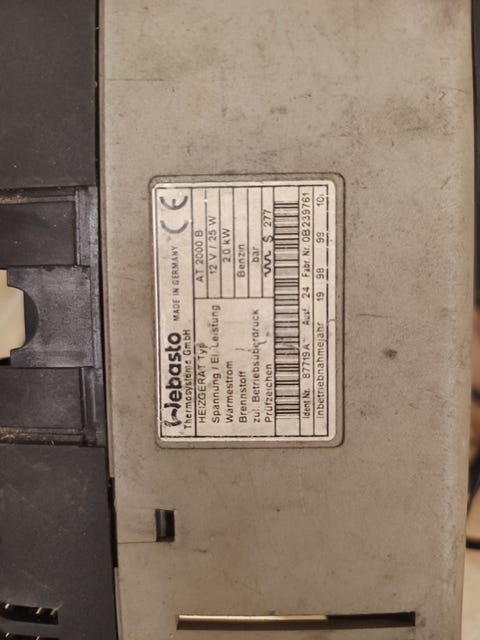 Webasto MADE IN GERMANY CE
Thermosysteme GmbH
HEIZGERÄT Typ AT 2000 B
Spannung / El. Leistung 12 V / 25 W
Wärmestrom 2.0 kW
Brennstoff Benzin
zul. Betriebsüberdruck bar
Prüfzeichen S 277
Ident Nr. 87719A Ausf. 24 Fabr. Nr. 0B239761
Inbetriebnahmejahr 19 98 99